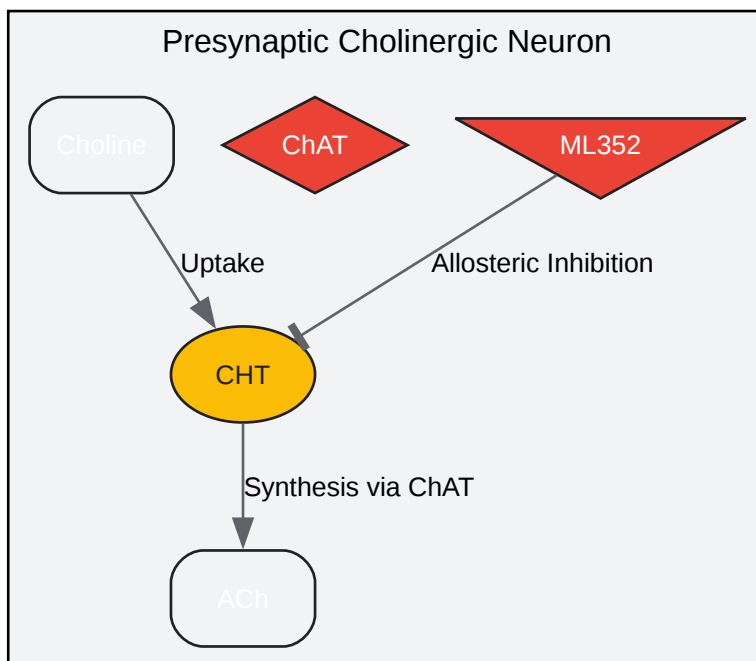 Presynaptic Cholinergic Neuron
Choline
ChAT
ML352
Uptake
Allosteric Inhibition
CHT
Synthesis via ChAT
ACh